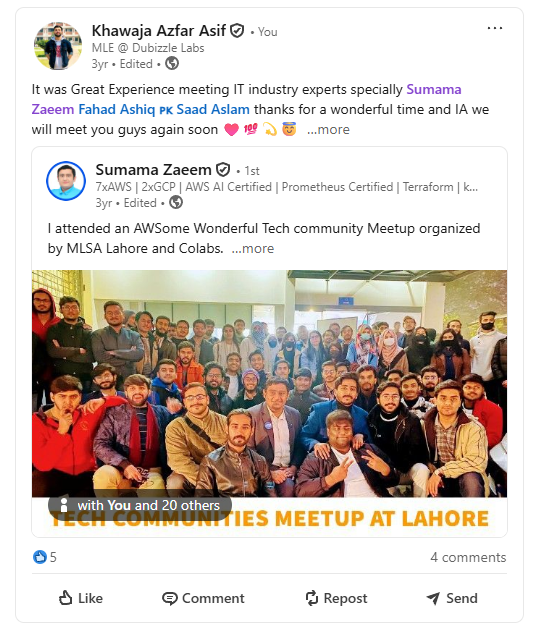 Khawaja Azfar Asif • You
MLE @ Dubizzle Labs
3yr • Edited •
It was Great Experience meeting IT industry experts specially Sumama
Zaeem Fahad Ashiq 🇵🇰 Saad Aslam thanks for a wonderful time and IA we
will meet you guys again soon ❤️ 💯 💫 😇 ...more
Sumama Zaeem • 1st
7xAWS | 2xGCP | AWS AI Certified | Prometheus Certified | Terraform | k...
3yr • Edited •
I attended an AWSome Wonderful Tech community Meetup organized
by MLSA Lahore and Colabs. ...more
with You and 20 others
TECH COMMUNITIES MEETUP AT LAHORE
5
4 comments
Like
Comment
Repost
Send